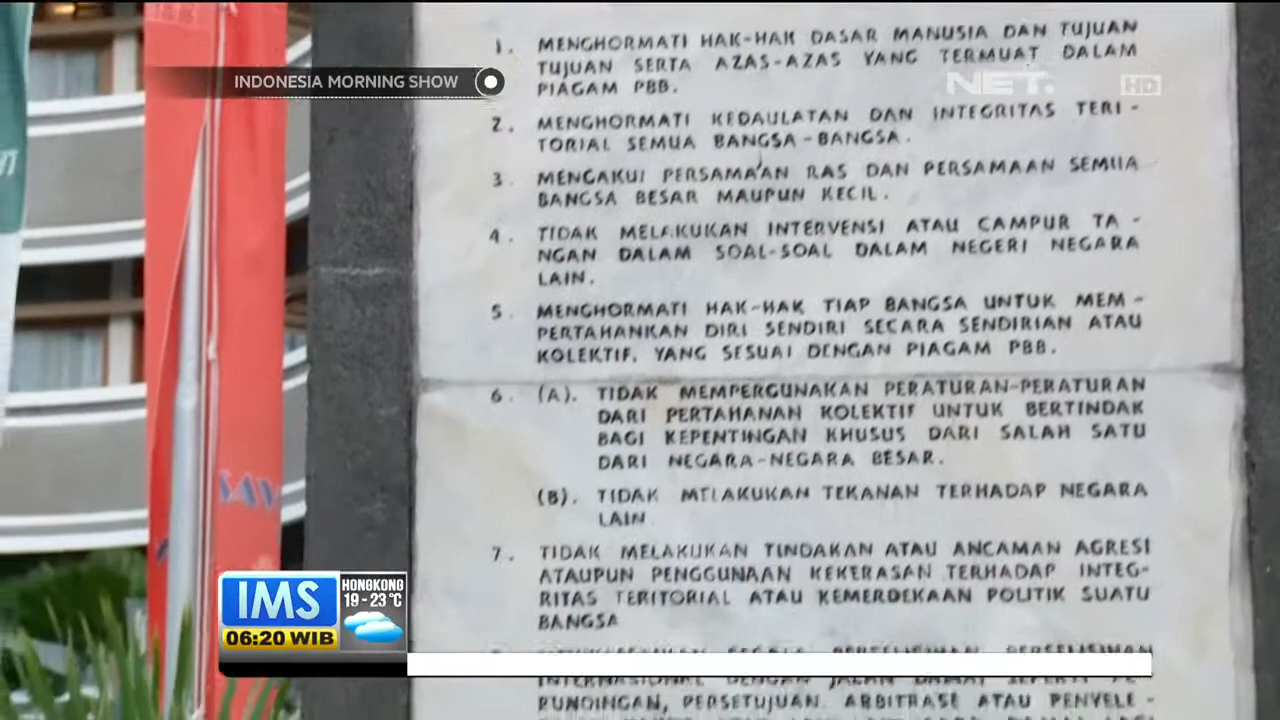 INDONESIA MORNING SHOW
NET.
HD
1. MENGHORMATI HAK-HAK DASAR MANUSIA DAN TUJUAN
TUJUAN SERTA AZAS-AZAS YANG TERMUAT DALAM
PIAGAM PBB.
2. MENGHORMATI KEDAULATAN DAN INTEGRITAS TERI-
TORIAL SEMUA BANGSA-BANGSA.
3. MENGAKUI PERSAMA'AN RAS DAN PERSAMAAN SEMUA
BANGSA BESAR MAUPUN KECIL.
4. TIDAK MELAKUKAN INTERVENSI ATAU CAMPUR TA-
NGAN DALAM SOAL-SOAL DALAM NEGERI NEGARA
LAIN.
5. MENGHORMATI HAK-HAK TIAP BANGSA UNTUK MEM-
PERTAHANKAN DIRI SENDIRI SECARA SENDIRIAN ATAU
KOLEKTIF, YANG SESUAI DENGAN PIAGAM PBB.
6. (A). TIDAK MEMPERGUNAKAN PERATURAN-PERATURAN
DARI PERTAHANAN KOLEKTIF UNTUK BERTINDAK
BAGI KEPENTINGAN KHUSUS DARI SALAH SATU
DARI NEGARA-NEGARA BESAR.
(B). TIDAK MELAKUKAN TEKANAN TERHADAP NEGARA
LAIN
7. TIDAK MELAKUKAN TINDAKAN ATAU ANCAMAN AGRESI
ATAUPUN PENGGUNAAN KEKERASAN TERHADAP INTEG-
RITAS TERITORIAL ATAU KEMERDEKAAN POLITIK SUATU
BANGSA
INTERNASIONAL DENGAN JALAN DAMAI SEPERTI PE-
RUNDINGAN, PERSETUJUAN, ARBITRASE ATAU PENYELE-
IMS
06:20 WIB
HONGKONG
19 - 23°C